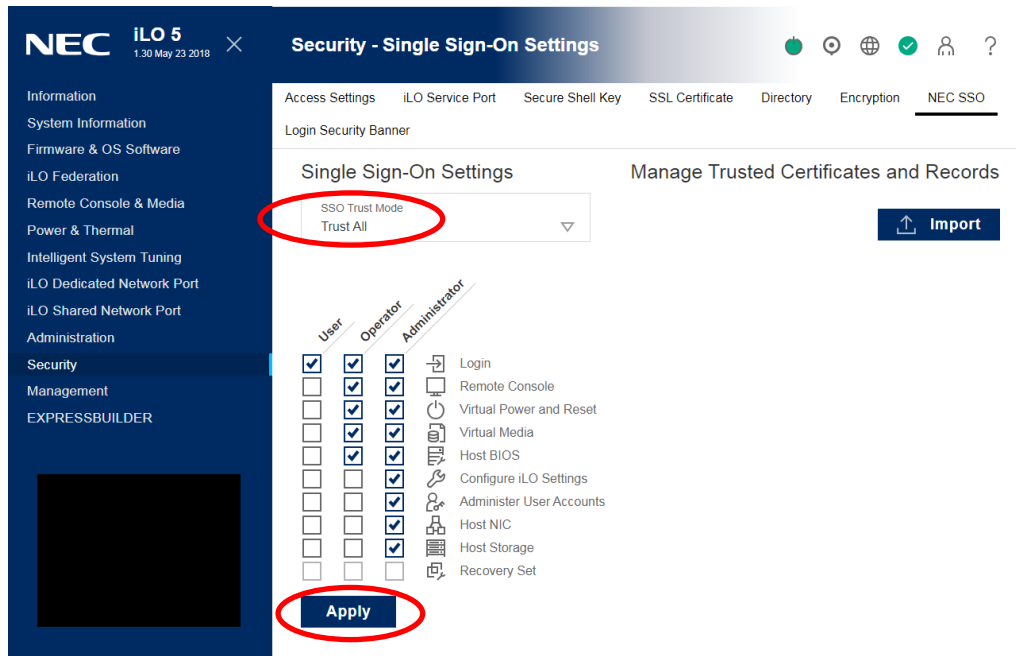 NEC
iLO 5
1.30 May 23 2018
Security - Single Sign-On Settings
?
Information
System Information
Firmware & OS Software
iLO Federation
Remote Console & Media
Power & Thermal
Intelligent System Tuning
iLO Dedicated Network Port
iLO Shared Network Port
Administration
Security
Management
EXPRESSBUILDER
Access Settings iLO Service Port Secure Shell Key SSL Certificate Directory Encryption NEC SSO
Login Security Banner
Single Sign-On Settings
Manage Trusted Certificates and Records
SSO Trust Mode
Trust All
Import
User Operator Administrator
Login
Remote Console
Virtual Power and Reset
Virtual Media
Host BIOS
Configure iLO Settings
Administer User Accounts
Host NIC
Host Storage
Recovery Set
Apply